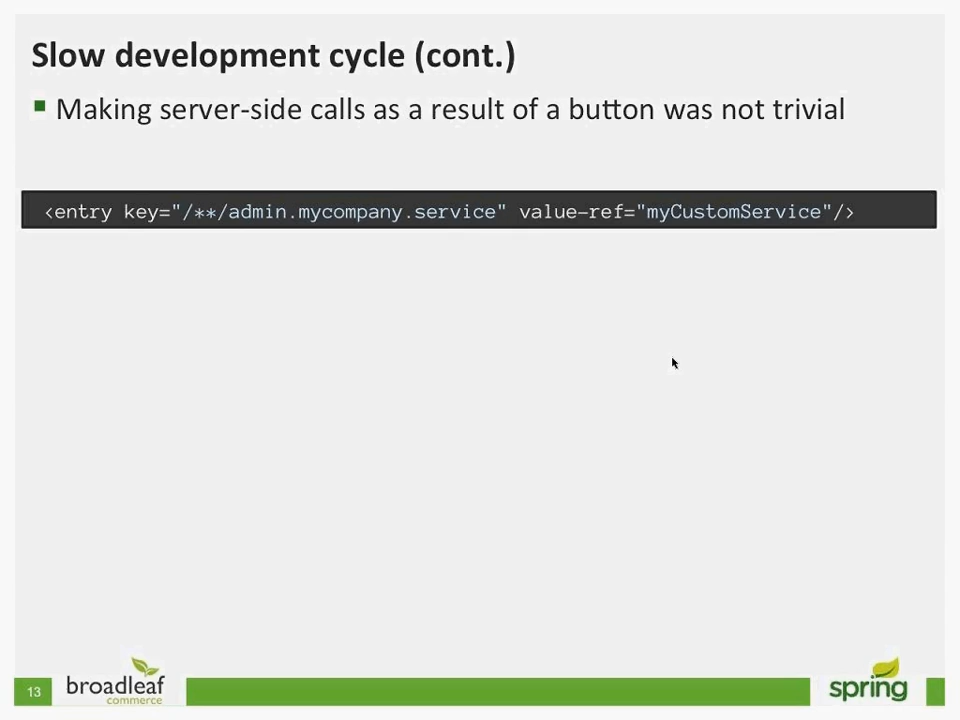 Slow development cycle (cont.)
Making server-side calls as a result of a button was not trivial
<entry key="/**/admin.mycompany.service" value-ref="myCustomService"/>
13
broadleaf
commerce
spring